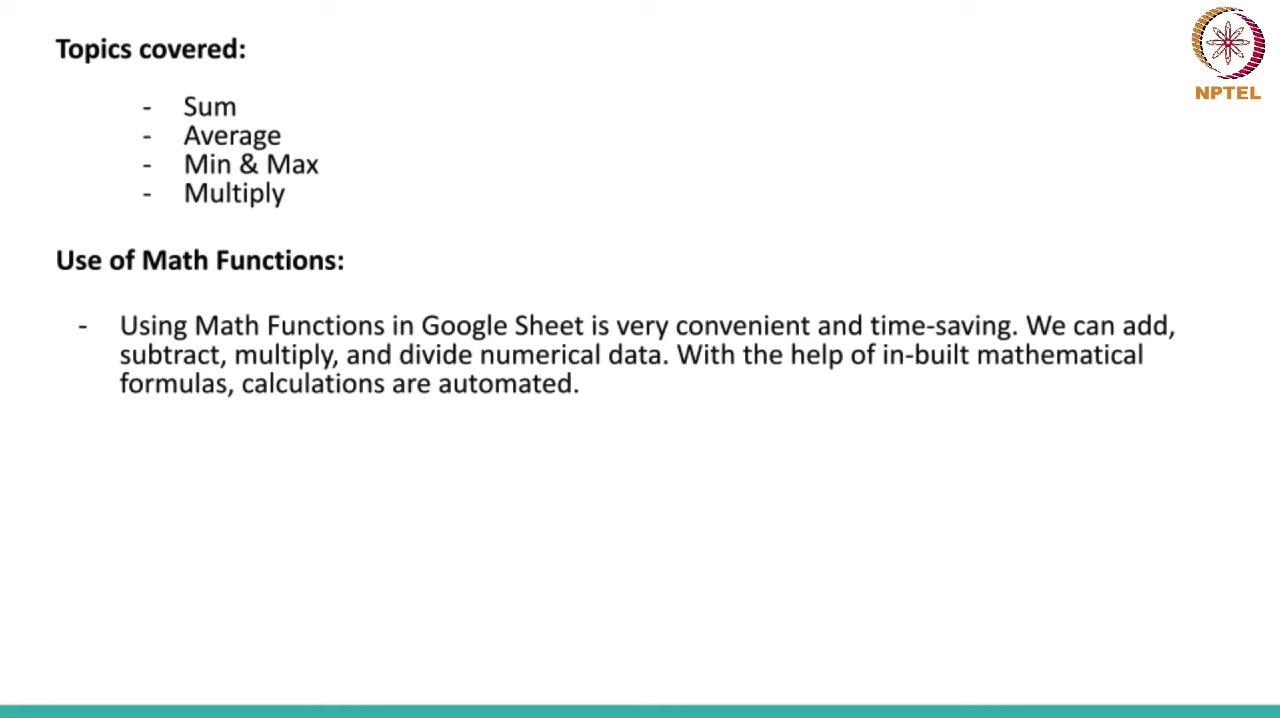 Topics covered:
NPTEL
- Sum
- Average
- Min & Max
- Multiply
Use of Math Functions:
- Using Math Functions in Google Sheet is very convenient and time-saving. We can add,
subtract, multiply, and divide numerical data. With the help of in-built mathematical
formulas, calculations are automated.